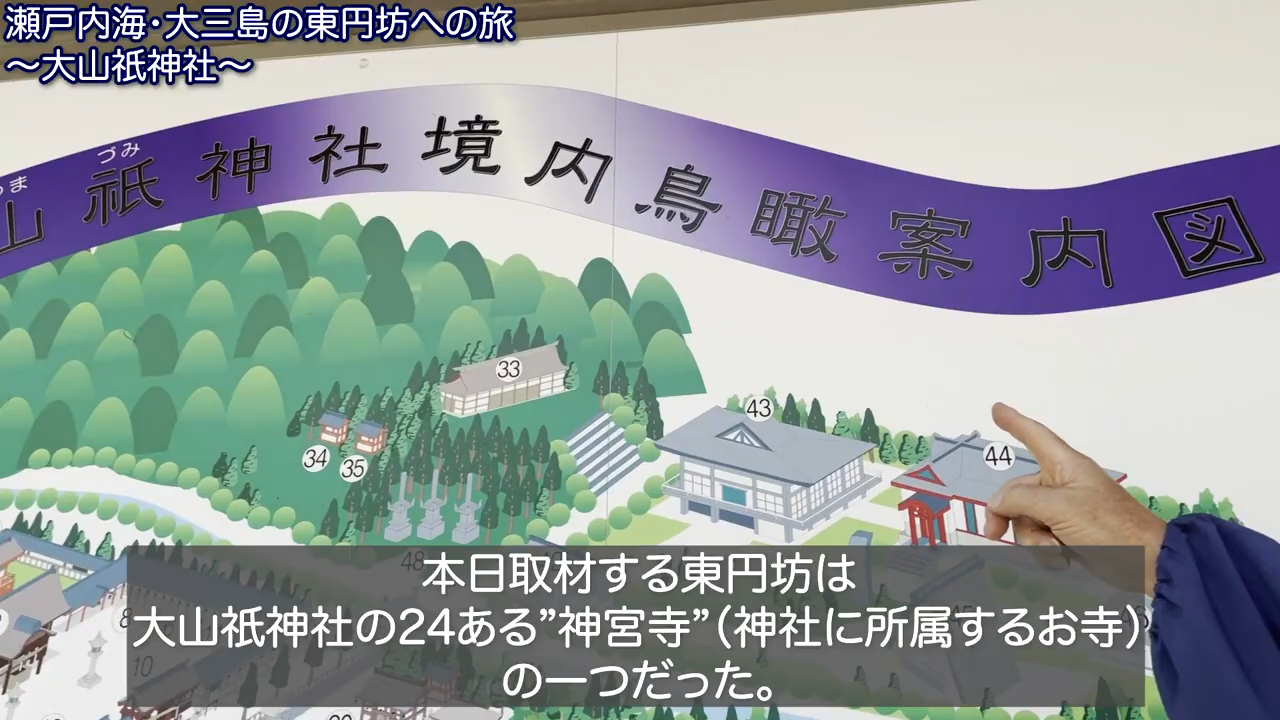 瀬戸内海・大三島の東円坊への旅
〜大山祇神社〜
づみ
山祇神社境内鳥瞰案内図
33
43
34
35
44
48
8
10
本日取材する東円坊は
大山祇神社の24ある”神宮寺”（神社に所属するお寺）
の一つだった。